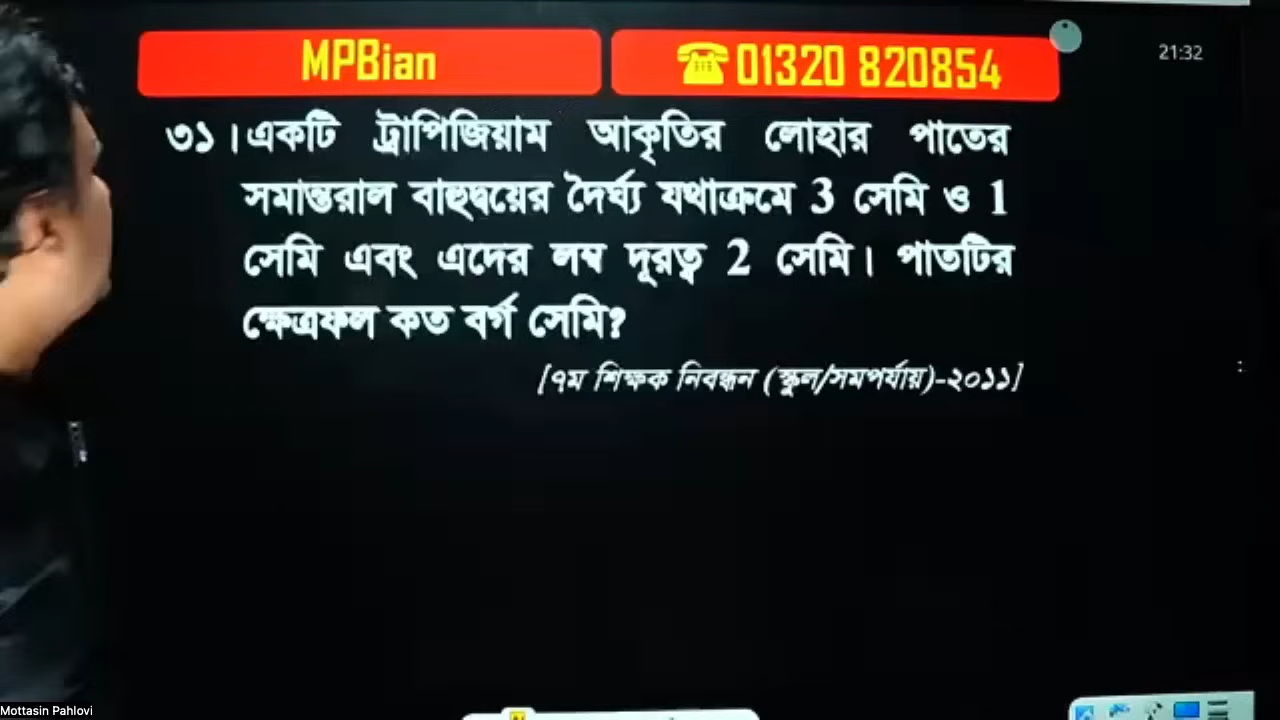 MPBian
☎01320 820854
21:32
৩১।একটি ট্রাপিজিয়াম আকৃতির লোহার পাতের
সমান্তরাল বাহুদ্বয়ের দৈর্ঘ্য যথাক্রমে 3 সেমি ও 1
সেমি এবং এদের লম্ব দূরত্ব 2 সেমি। পাতটির
ক্ষেত্রফল কত বর্গ সেমি?
[৭ম শিক্ষক নিবন্ধন (স্কুল/সমপর্যায়)-২০১১]
Mottasin Pahlovi